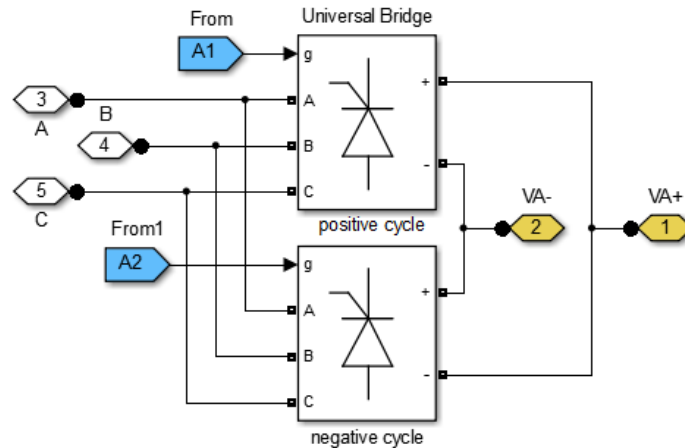 From
Universal Bridge
A1
g
+
3
A
B
A
4
B
-
5
C
C
VA-
VA+
positive cycle
2
1
From1
A2
g
+
A
B
-
C
negative cycle